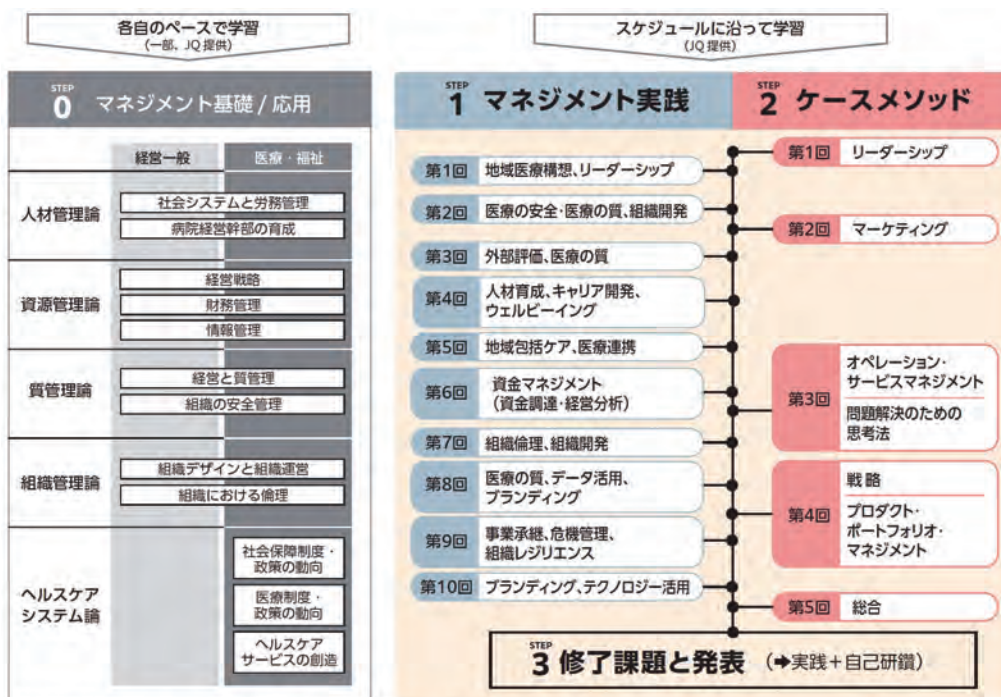 各自のペースで学習
(一部、JQ提供)
STEP
0 マネジメント基礎 / 応用
経営一般
医療・福祉
人材管理論
社会システムと労務管理
病院経営幹部の育成
資源管理論
経営戦略
財務管理
情報管理
質管理論
経営と質管理
組織の安全管理
組織管理論
組織デザインと組織運営
組織における倫理
ヘルスケア
システム論
社会保障制度・
政策の動向
医療制度・
政策の動向
ヘルスケア
サービスの創造
スケジュールに沿って学習
(JQ提供)
STEP
1 マネジメント実践
第1回 地域医療構想、リーダーシップ
第2回 医療の安全・医療の質、組織開発
第3回 外部評価、医療の質
第4回 人材育成、キャリア開発、
ウェルビーイング
第5回 地域包括ケア、医療連携
第6回 資金マネジメント
(資金調達・経営分析)
第7回 組織倫理、組織開発
第8回 医療の質、データ活用、
ブランディング
第9回 事業承継、危機管理、
組織レジリエンス
第10回 ブランディング、テクノロジー活用
STEP
2 ケースメソッド
第1回 リーダーシップ
第2回 マーケティング
第3回 オペレーション・
サービスマネジメント
問題解決のための
思考法
第4回 戦略
プロダクト・
ポートフォリオ・
マネジメント
第5回 総合
STEP
3 修了課題と発表 (➔実践+自己研鑽)